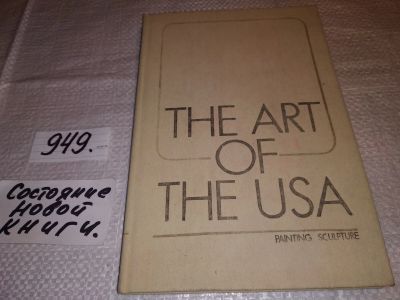 949.
Состояние
Новой
книги.
THE ART
OF
THE USA
PAINTING SCULPTURE